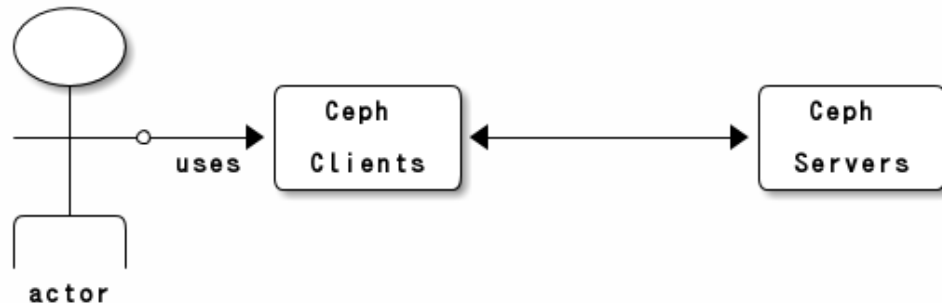 Ceph
Clients
Ceph
Servers
uses
actor